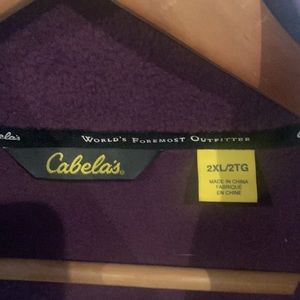 WORLD'S FOREMOST OUTFITTER
Cabela's
2XL/2TG
MADE IN CHINA
FABRIQUÉ
EN CHINE